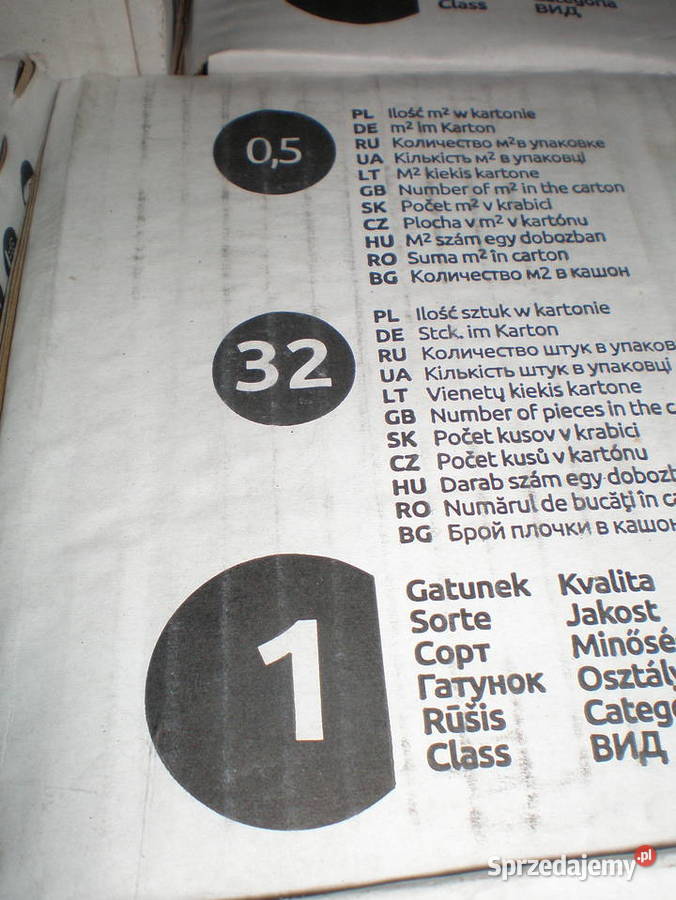 Class
ВИД
0,5
PL Ilość m² w kartonie
DE m² im Karton
RU Количество м² в упаковке
UA Кількість м² в упаковці
LT M² kiekis kartone
GB Number of m² in the carton
SK Počet m² v krabici
CZ Plocha v m² v kartónu
HU M² szám egy dobozban
RO Suma m² în carton
BG Количество м2 в кашон
32
PL Ilość sztuk w kartonie
DE Stck. im Karton
RU Количество штук в упаков
UA Кількість штук в упаковці
LT Vienetų kiekis kartone
GB Number of pieces in the c
SK Počet kusov v krabici
CZ Počet kusů v kartónu
HU Darab szám egy dobozb
RO Numărul de bucăți în ca
BG Брой плочки в кашон
1
Gatunek Kvalita
Sorte Jakost
Сорт Minősé
Гатунок Osztály
Rūšis Catego
Class ВИД
Sprzedajemy.pl